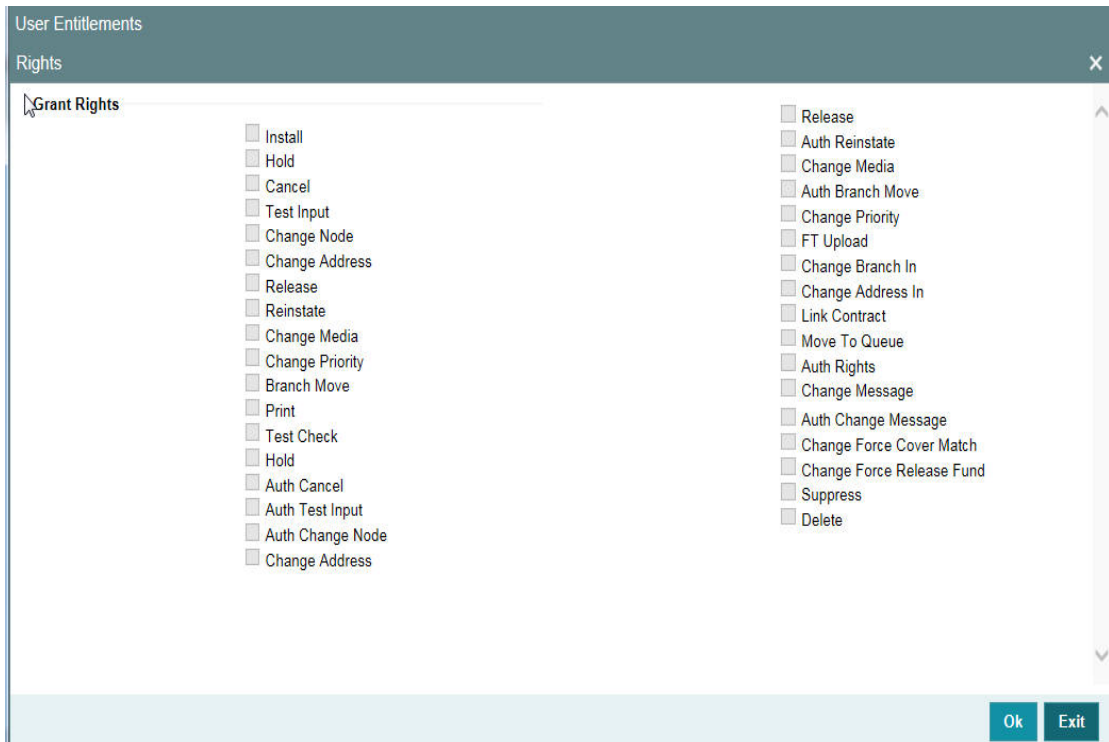 User Entitlements
Rights
Grant Rights
Install
Hold
Cancel
Test Input
Change Node
Change Address
Release
Reinstate
Change Media
Change Priority
Branch Move
Print
Test Check
Hold
Auth Cancel
Auth Test Input
Auth Change Node
Change Address
Release
Auth Reinstate
Change Media
Auth Branch Move
Change Priority
FT Upload
Change Branch In
Change Address In
Link Contract
Move To Queue
Auth Rights
Change Message
Auth Change Message
Change Force Cover Match
Change Force Release Fund
Suppress
Delete
Ok
Exit